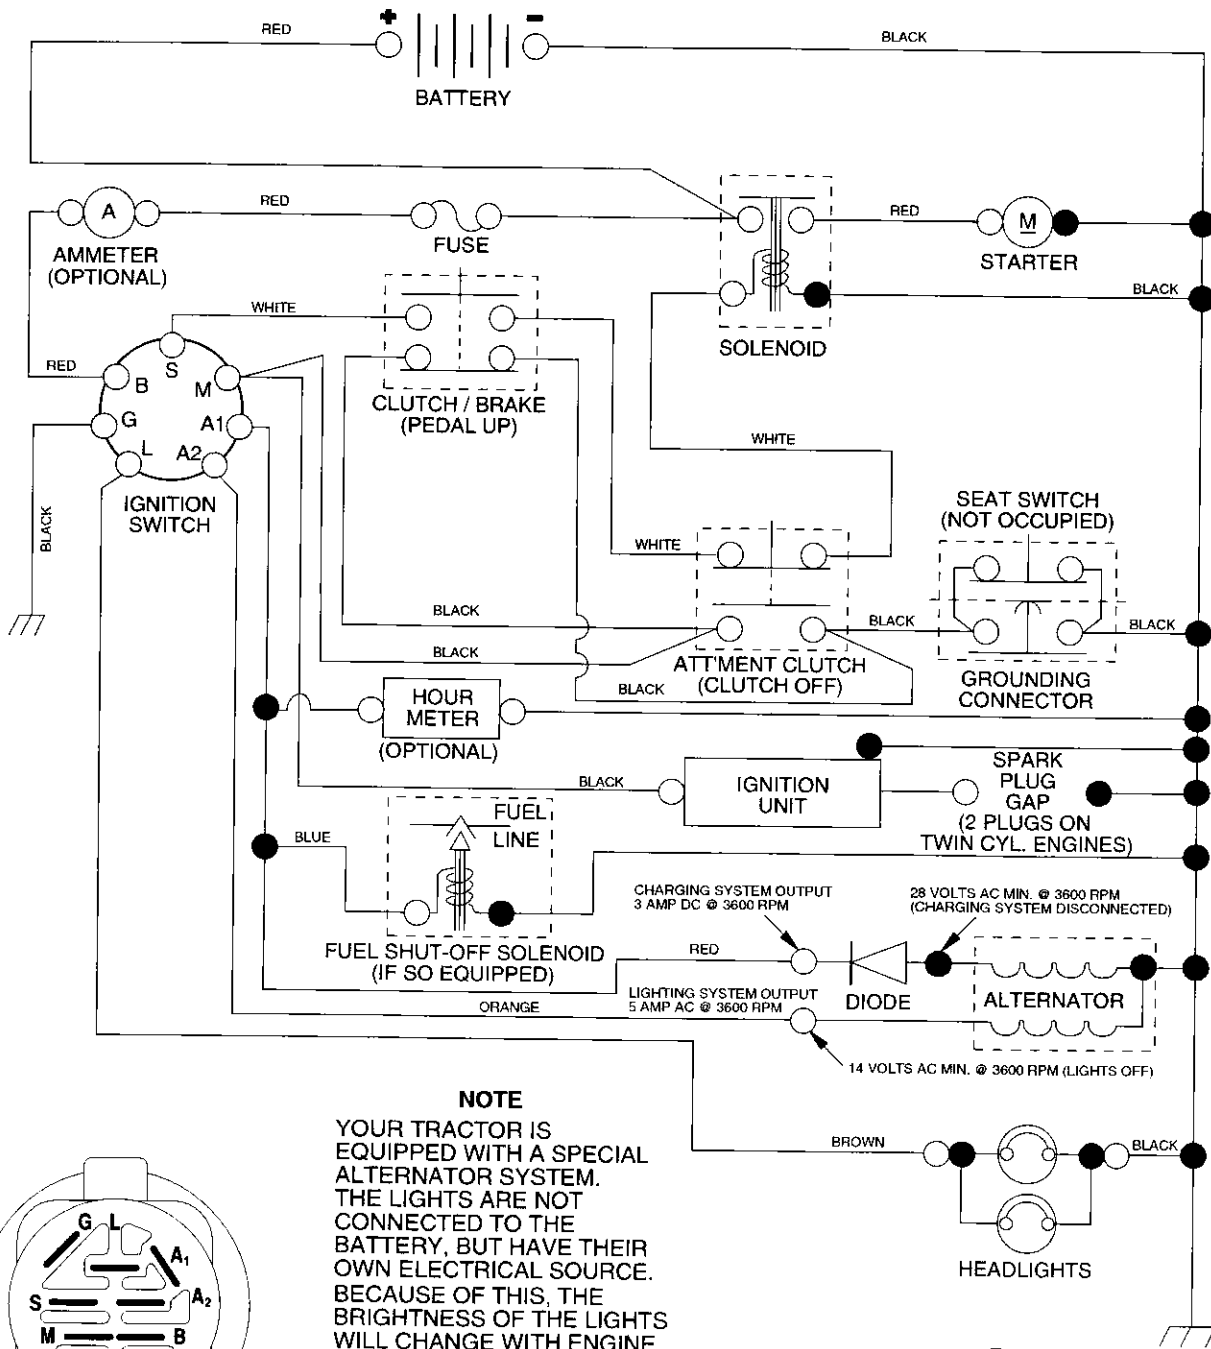 + -
RED
BLACK
BATTERY
A
RED
RED
M
AMMETER
(OPTIONAL)
FUSE
STARTER
WHITE
BLACK
SOLENOID
RED
S
B
M
G
A1
L
A2
CLUTCH / BRAKE
(PEDAL UP)
WHITE
IGNITION
SWITCH
BLACK
SEAT SWITCH
(NOT OCCUPIED)
WHITE
BLACK
BLACK
BLACK
BLACK
BLACK
ATT'MENT CLUTCH
(CLUTCH OFF)
GROUNDING
CONNECTOR
HOUR
METER
(OPTIONAL)
BLACK
IGNITION
UNIT
SPARK
PLUG
GAP
(2 PLUGS ON
TWIN CYL. ENGINES)
FUEL
LINE
BLUE
CHARGING SYSTEM OUTPUT
3 AMP DC @ 3600 RPM
28 VOLTS AC MIN. @ 3600 RPM
(CHARGING SYSTEM DISCONNECTED)
FUEL SHUT-OFF SOLENOID
(IF SO EQUIPPED)
RED
DIODE
ALTERNATOR
ORANGE
LIGHTING SYSTEM OUTPUT
5 AMP AC @ 3600 RPM
14 VOLTS AC MIN. @ 3600 RPM (LIGHTS OFF)
NOTE
YOUR TRACTOR IS
EQUIPPED WITH A SPECIAL
ALTERNATOR SYSTEM.
THE LIGHTS ARE NOT
CONNECTED TO THE
BATTERY, BUT HAVE THEIR
OWN ELECTRICAL SOURCE.
BECAUSE OF THIS, THE
BRIGHTNESS OF THE LIGHTS
WILL CHANGE WITH ENGINE
BROWN
BLACK
HEADLIGHTS
G L
A1
S
A2
M
B